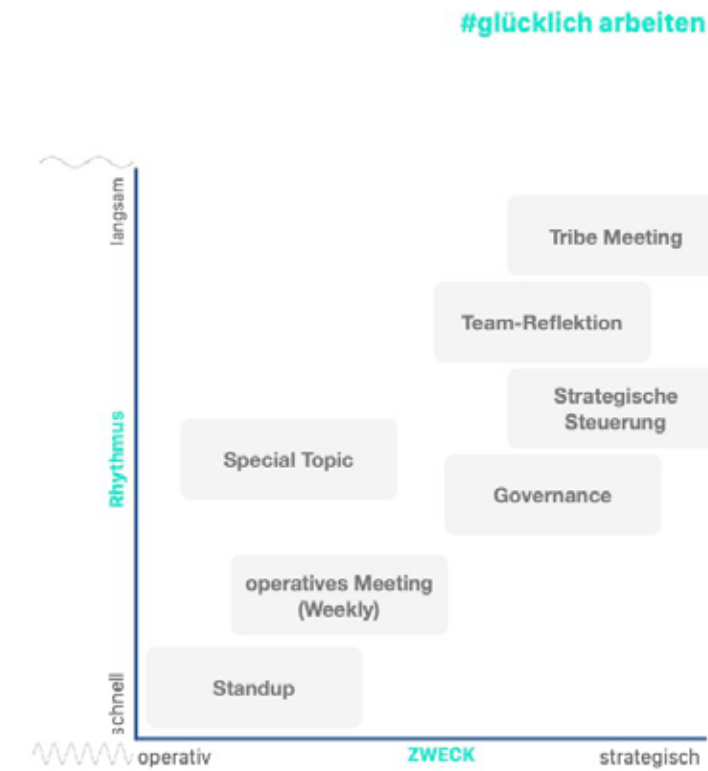 #glücklich arbeiten
langsam
Tribe Meeting
Team-Reflektion
Strategische
Steuerung
Rhythmus
Special Topic
Governance
operatives Meeting
(Weekly)
schnell
Standup
operativ
ZWECK
strategisch